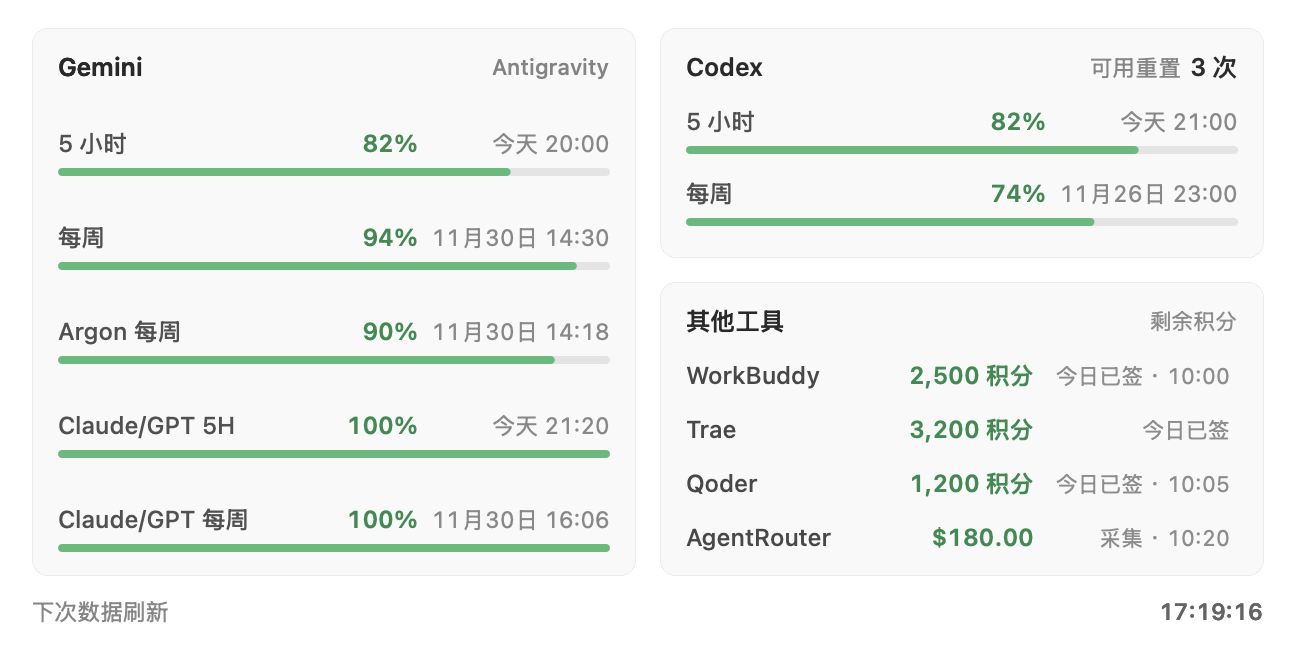 Gemini Antigravity
5 小时 82% 今天 20:00
每周 94% 11月30日 14:30
Argon 每周 90% 11月30日 14:18
Claude/GPT 5H 100% 今天 21:20
Claude/GPT 每周 100% 11月30日 16:06
Codex 可用重置 3 次
5 小时 82% 今天 21:00
每周 74% 11月26日 23:00
其他工具 剩余积分
WorkBuddy 2,500 积分 今日已签 · 10:00
Trae 3,200 积分 今日已签
Qoder 1,200 积分 今日已签 · 10:05
AgentRouter $180.00 采集 · 10:20
下次数据刷新 17:19:16